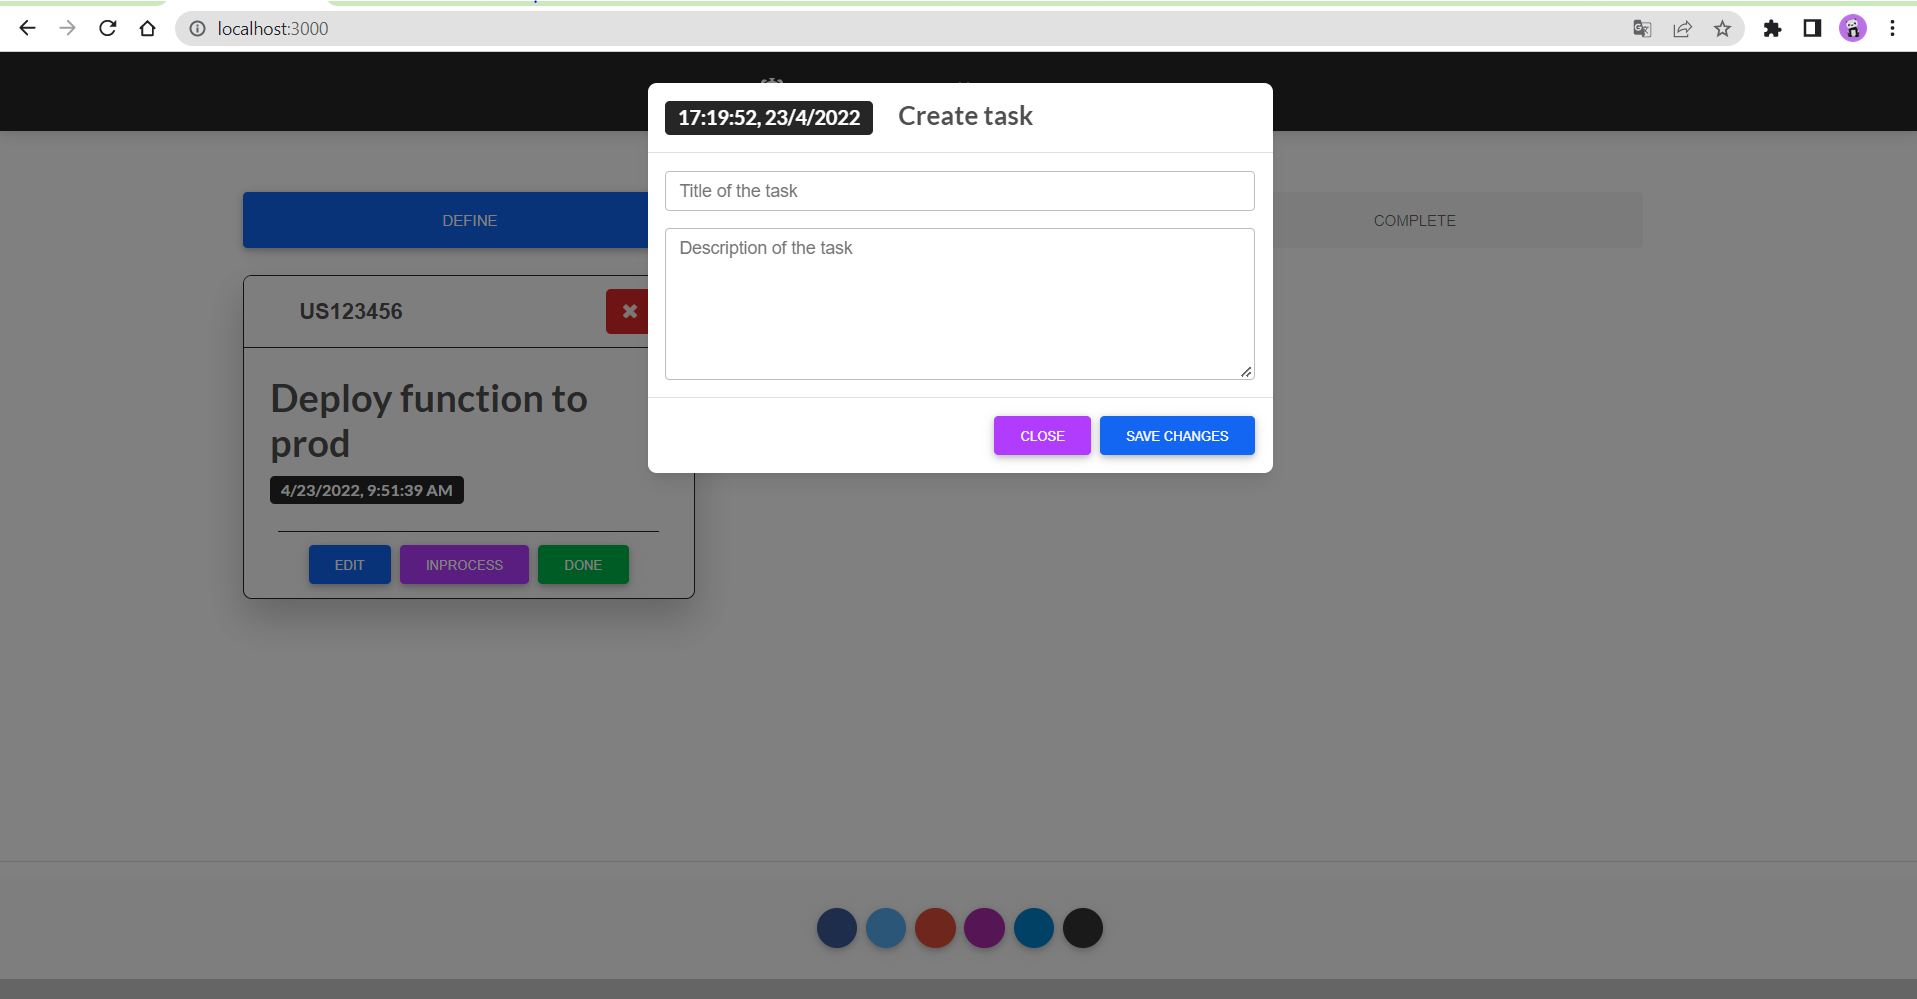 localhost:3000
17:19:52, 23/4/2022 Create task
Title of the task
Description of the task
CLOSE SAVE CHANGES
DEFINE COMPLETE
US123456
Deploy function to
prod
4/23/2022, 9:51:39 AM
EDIT INPROCESS DONE